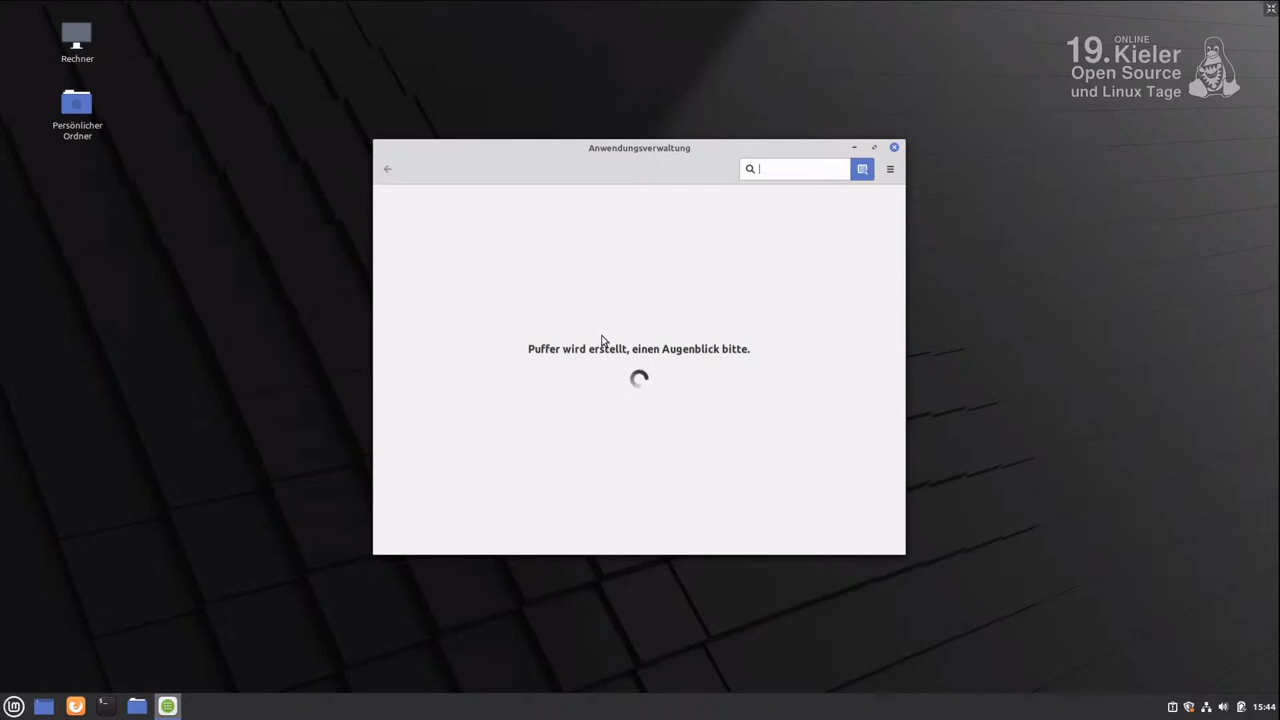 Rechner
Persönlicher
Ordner
ONLINE
19. Kieler
Open Source
und Linux Tage
Anwendungsverwaltung
Puffer wird erstellt, einen Augenblick bitte.
15:44